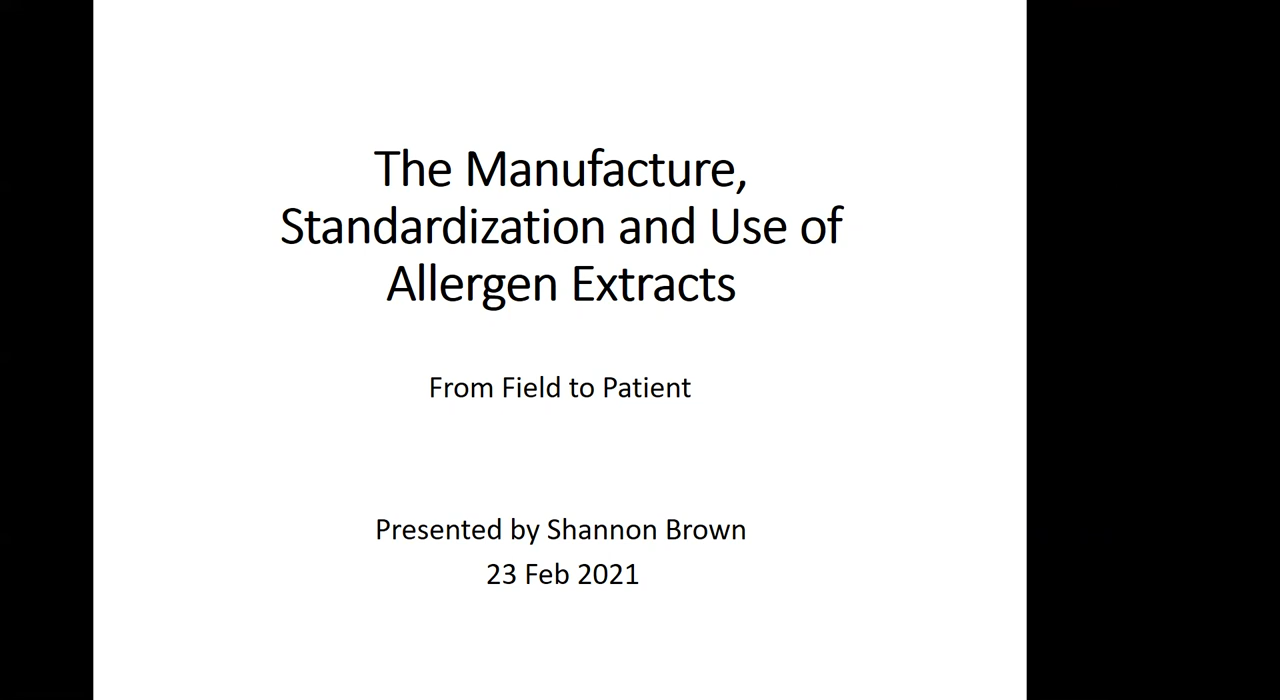 The Manufacture,
Standardization and Use of
Allergen Extracts
From Field to Patient
Presented by Shannon Brown
23 Feb 2021